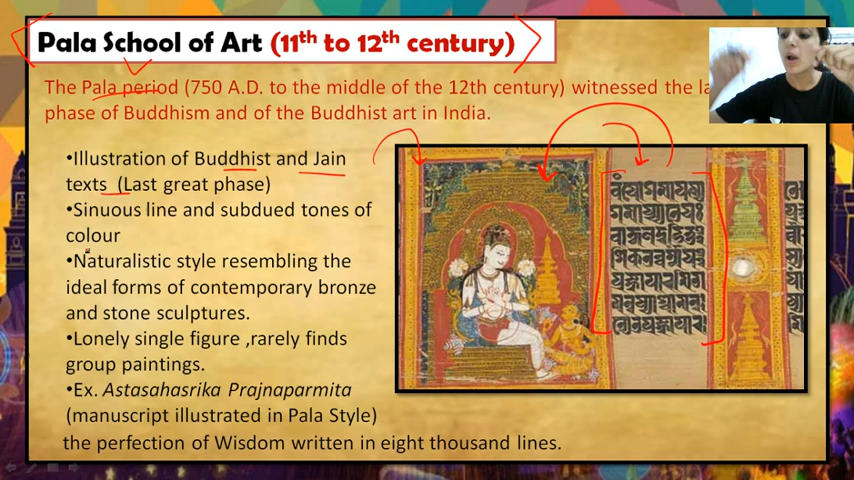 Pala School of Art (11th to 12th century)
The Pala period (750 A.D. to the middle of the 12th century) witnessed the
phase of Buddhism and of the Buddhist art in India.
•Illustration of Buddhist and Jain
texts (Last great phase)
•Sinuous line and subdued tones of
colour
•Naturalistic style resembling the
ideal forms of contemporary bronze
and stone sculptures.
•Lonely single figure ,rarely finds
group paintings.
•Ex. Astasahasrika Prajnaparmita
(manuscript illustrated in Pala Style)
the perfection of Wisdom written in eight thousand lines.